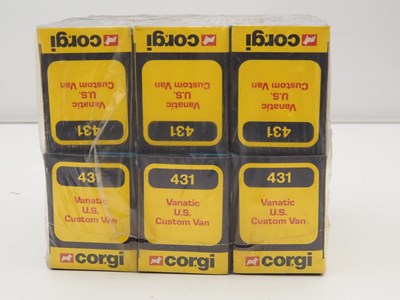 corgi corgi corgi
Custom Van Custom Van Custom Van
U.S. U.S. U.S.
Vanatic Vanatic Vanatic
431 431 431
431 431 431
Vanatic Vanatic Vanatic
U.S. U.S. U.S.
Custom Van Custom Van Custom Van
corgi corgi corgi